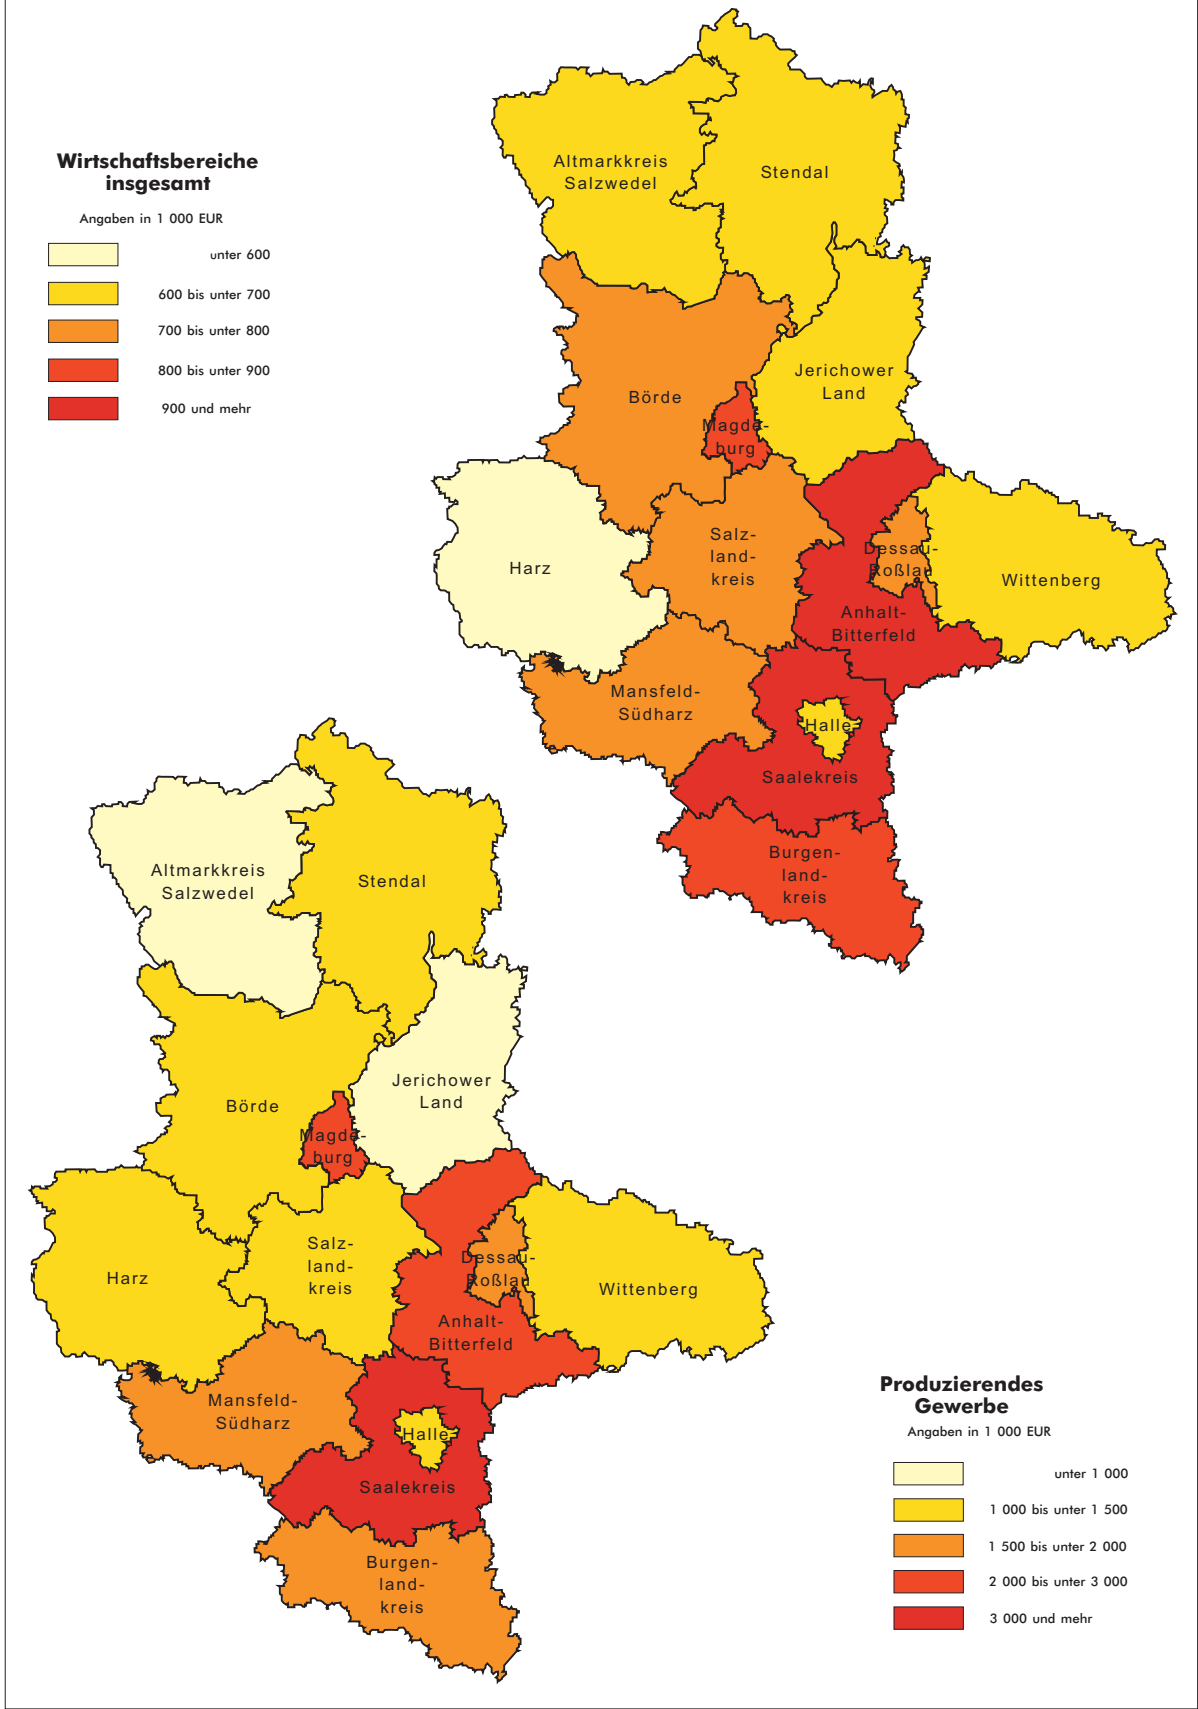 Wirtschaftsbereiche
insgesamt
Angaben in 1 000 EUR
unter 600
600 bis unter 700
700 bis unter 800
800 bis unter 900
900 und mehr
Altmarkkreis
Salzwedel
Stendal
Jerichower
Land
Börde
Magde-
burg
Salz-
land-
kreis
Harz
Dessau-
Roßlau
Wittenberg
Anhalt-
Bitterfeld
Mansfeld-
Südharz
Halle
Saalekreis
Burgen-
land-
kreis
Altmarkkreis
Salzwedel
Stendal
Jerichower
Land
Börde
Magde-
burg
Salz-
land-
kreis
Harz
Dessau-
Roßlau
Wittenberg
Anhalt-
Bitterfeld
Mansfeld-
Südharz
Halle
Saalekreis
Burgen-
land-
kreis
Produzierendes
Gewerbe
Angaben in 1 000 EUR
unter 1 000
1 000 bis unter 1 500
1 500 bis unter 2 000
2 000 bis unter 3 000
3 000 und mehr